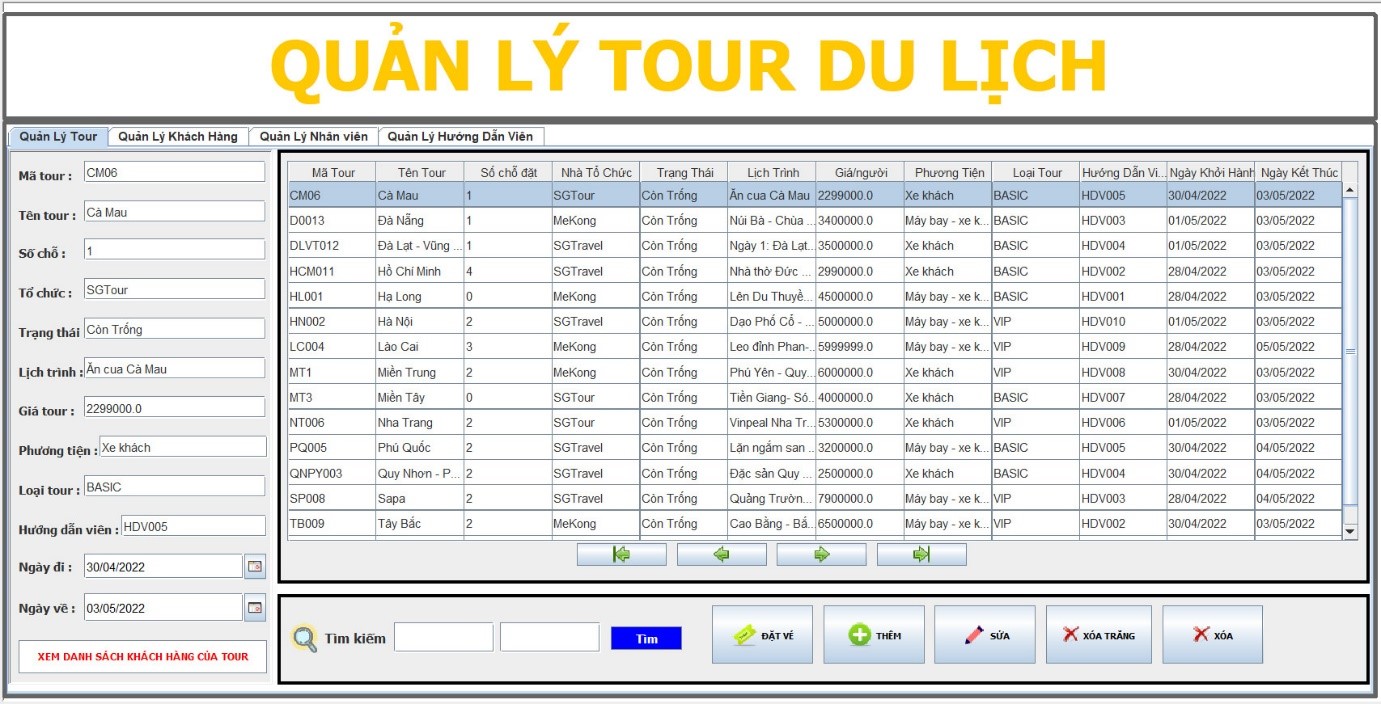 QUẢN LÝ TOUR DU LỊCH
Quản Lý Tour Quản Lý Khách Hàng Quản Lý Nhân viên Quản Lý Hướng Dẫn Viên
Mã tour : CM06
Tên tour : Cà Mau
Số chỗ : 1
Tổ chức : SGTour
Trạng thái Còn Trống
Lịch trình : Ăn cua Cà Mau
Giá tour : 2299000.0
Phương tiện : Xe khách
Loại tour : BASIC
Hướng dẫn viên : HDV005
Ngày đi : 30/04/2022
Ngày về : 03/05/2022
XEM DANH SÁCH KHÁCH HÀNG CỦA TOUR
Mã Tour Tên Tour Số chỗ đặt Nhà Tổ Chức Trạng Thái Lịch Trình Giá/người Phương Tiện Loại Tour Hướng Dẫn Vi... Ngày Khởi Hành Ngày Kết Thúc
CM06 Cà Mau 1 SGTour Còn Trống Ăn cua Cà Mau 2299000.0 Xe khách BASIC HDV005 30/04/2022 03/05/2022
D0013 Đà Nẵng 1 MeKong Còn Trống Núi Bà - Chùa ... 3400000.0 Máy bay - xe k... BASIC HDV003 01/05/2022 03/05/2022
DLVT012 Đà Lạt - Vũng ... 1 SGTravel Còn Trống Ngày 1: Đà Lạt... 3500000.0 Xe khách BASIC HDV004 01/05/2022 03/05/2022
HCM011 Hồ Chí Minh 4 SGTravel Còn Trống Nhà thờ Đức ... 2990000.0 Xe khách BASIC HDV002 28/04/2022 03/05/2022
HL001 Hạ Long 0 MeKong Còn Trống Lên Du Thuyề... 4500000.0 Máy bay - xe k... BASIC HDV001 28/04/2022 03/05/2022
HN002 Hà Nội 2 SGTravel Còn Trống Dạo Phố Cổ - ... 5000000.0 Máy bay - xe k... VIP HDV010 01/05/2022 03/05/2022
LC004 Lào Cai 3 MeKong Còn Trống Leo đỉnh Phan-... 5999999.0 Máy bay - xe k... VIP HDV009 28/04/2022 05/05/2022
MT1 Miền Trung 2 MeKong Còn Trống Phú Yên - Quy... 6000000.0 Xe khách VIP HDV008 30/04/2022 03/05/2022
MT3 Miền Tây 0 SGTour Còn Trống Tiền Giang- Só... 4000000.0 Xe khách BASIC HDV007 28/04/2022 03/05/2022
NT006 Nha Trang 2 SGTour Còn Trống Vinpeal Nha Tr... 5300000.0 Xe khách VIP HDV006 01/05/2022 03/05/2022
PQ005 Phú Quốc 2 SGTravel Còn Trống Lặn ngắm san ... 3200000.0 Máy bay - xe k... BASIC HDV005 30/04/2022 04/05/2022
QNPY003 Quy Nhơn - P... 2 SGTravel Còn Trống Đặc sản Quy ... 2500000.0 Xe khách BASIC HDV004 30/04/2022 04/05/2022
SP008 Sapa 2 SGTravel Còn Trống Quảng Trườn... 7900000.0 Máy bay - xe k... VIP HDV003 28/04/2022 04/05/2022
TB009 Tây Bắc 2 MeKong Còn Trống Cao Bằng - Bắ... 6500000.0 Máy bay - xe k... VIP HDV002 30/04/2022 03/05/2022
Tìm kiếm Tìm ĐẶT VÉ THÊM SỬA XÓA TRẮNG XÓA